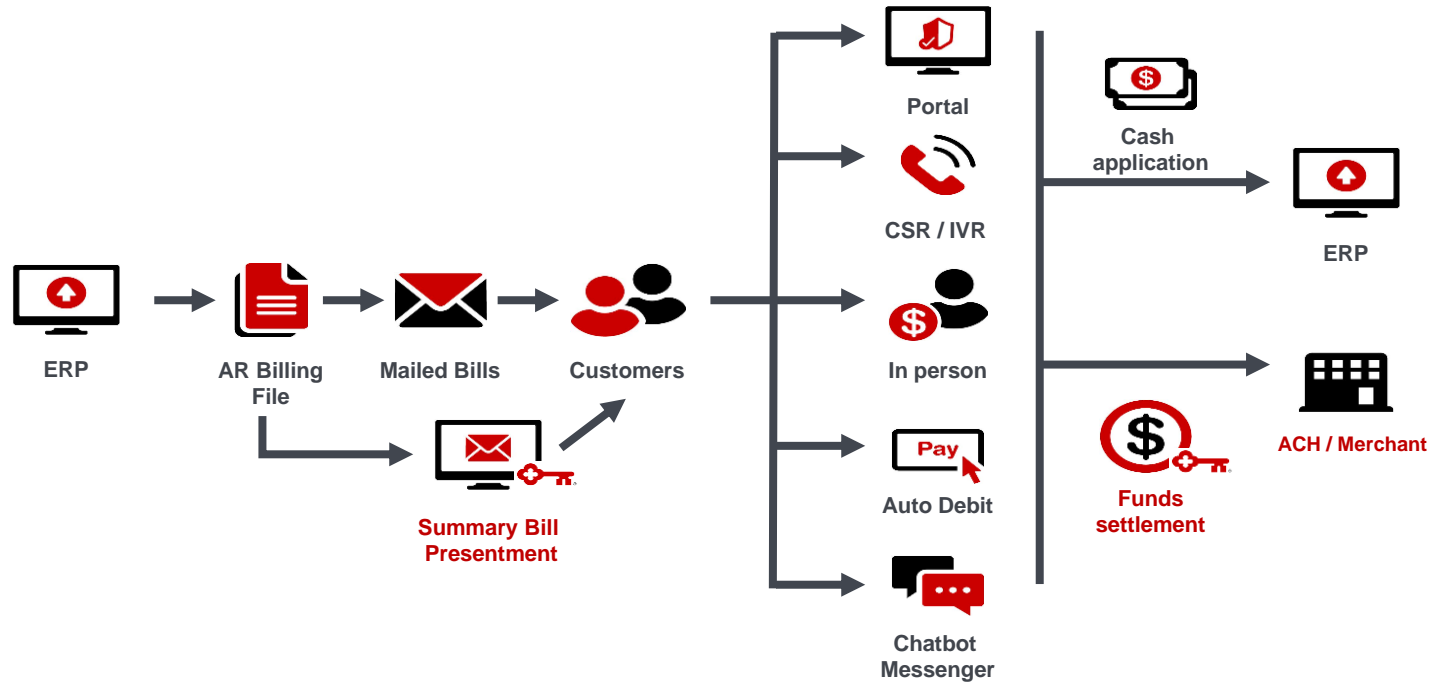 ERP
AR Billing
File
Mailed Bills
Customers
Summary Bill
Presentment
Portal
CSR / IVR
$
In person
Pay
Auto Debit
Chatbot
Messenger
$
Cash
application
ERP
$
Funds
settlement
ACH / Merchant